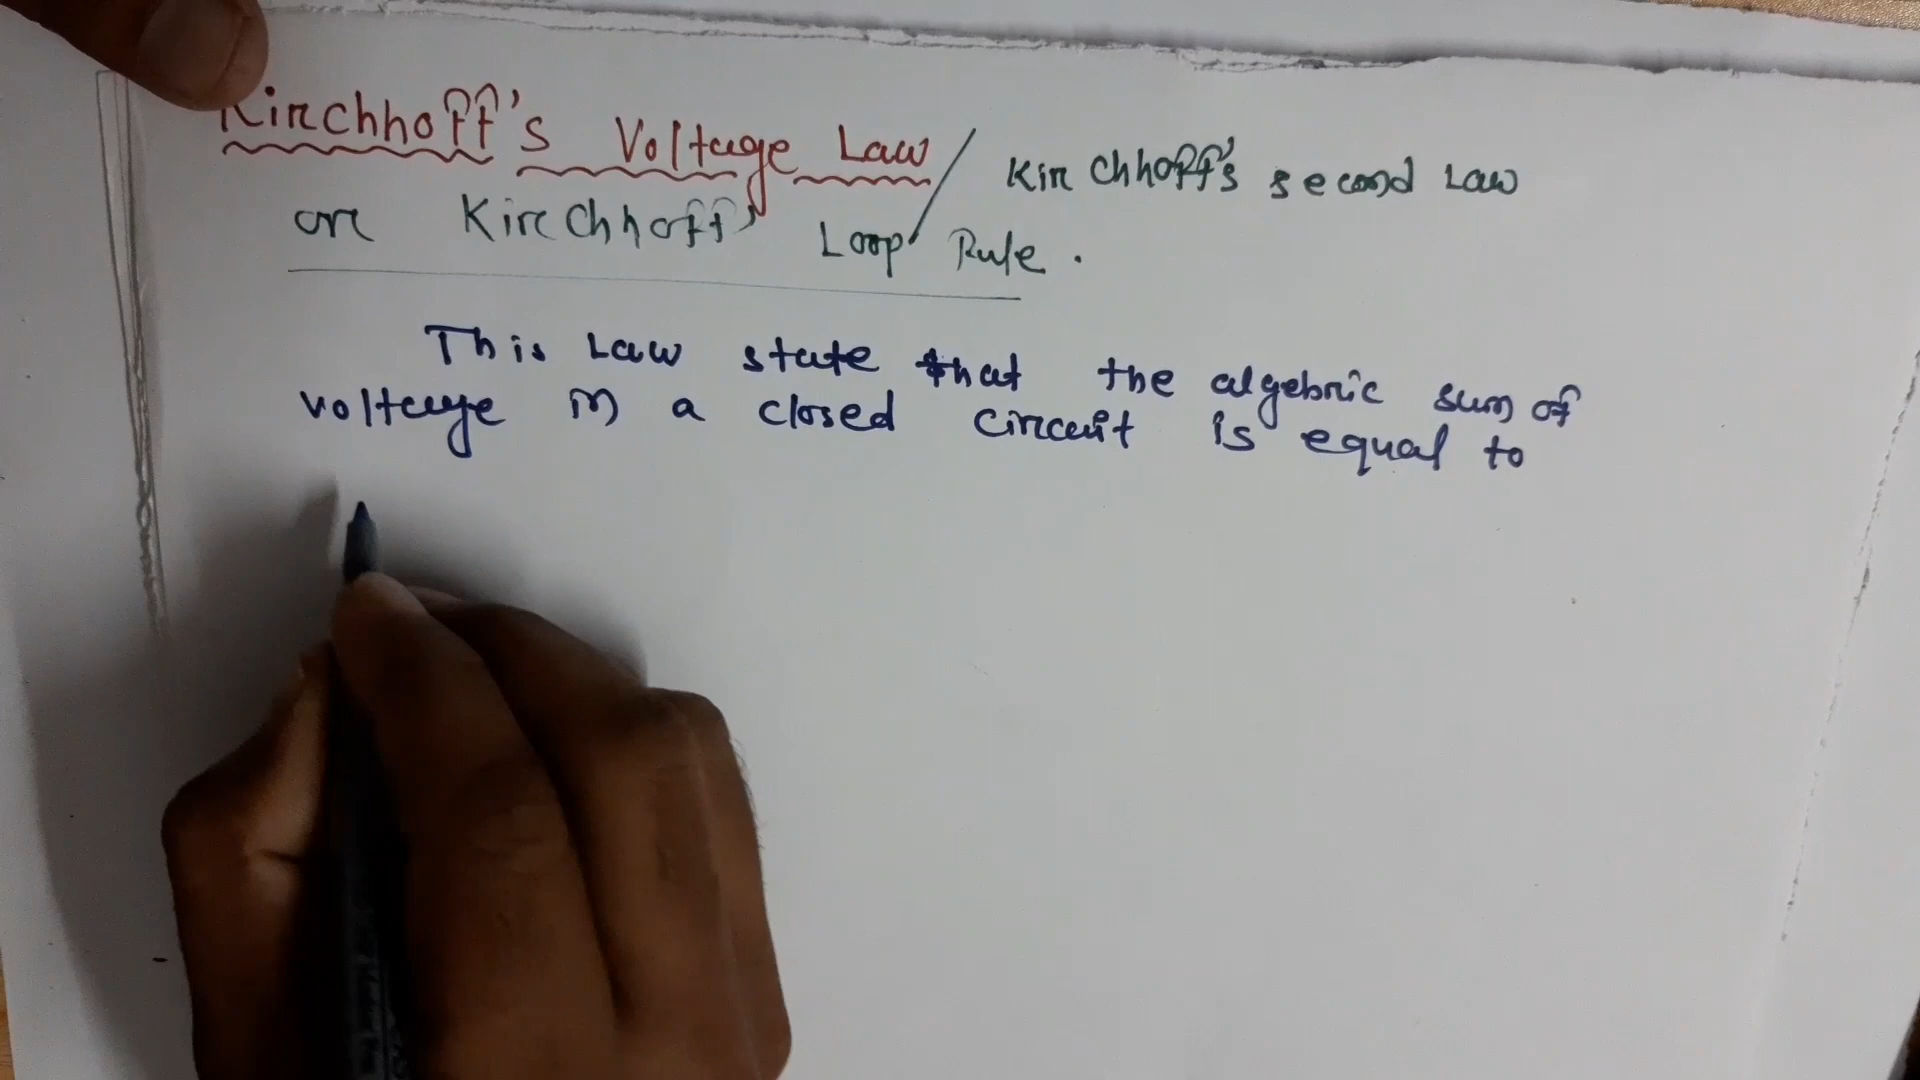 Kirchhoff's Voltage Law / Kirchhoff's second Law
or Kirchhoff's Loop Rule.
This Law state that the algebric sum of
voltage in a closed circuit is equal to